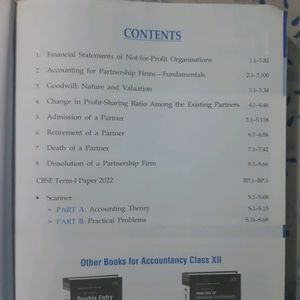 CONTENTS
1. Financial Statements of Not-for-Profit Organisations 1.1–1.82
2. Accounting for Partnership Firms—Fundamentals 2.1–2.100
3. Goodwill: Nature and Valuation 3.1–3.34
4. Change in Profit-Sharing Ratio Among the Existing Partners 4.1–4.46
5. Admission of a Partner 5.1–5.118
6. Retirement of a Partner 6.1–6.84
7. Death of a Partner 7.1–7.42
8. Dissolution of a Partnership Firm 8.1–8.66
CBSE Term-I Paper 2022 BP.1–BP.5
• Scanner S.1–S.68
➢ PART A: Accounting Theory S.1–S.15
➢ PART B: Practical Problems S.16–S.68
Other Books for Accountancy Class XII
Double Entry